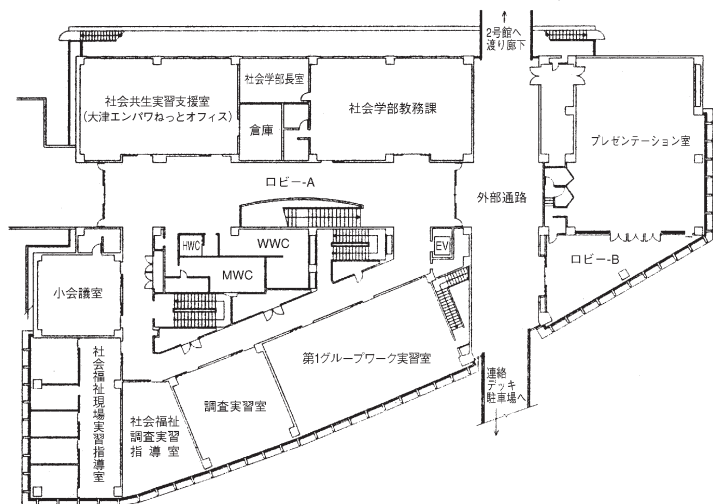 2号館へ
渡り廊下
社会共生実習支援室
(大津エンパワねっとオフィス)
社会学部長室
倉庫
社会学部教務課
プレゼンテーション室
ロビー-A
外部通路
HWC
WWC
MWC
EV
ロビー-B
小会議室
社会福祉現場実習指導室
社会福祉
調査実習
指導室
調査実習室
第1グループワーク実習室
連絡
デッキ
駐車場へ